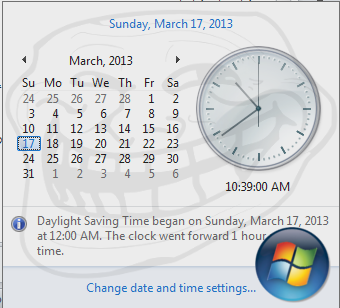 Sunday, March 17, 2013
March, 2013
Su Mo Tu We Th Fr Sa
24 25 26 27 28 1 2
3 4 5 6 7 8 9
10 11 12 13 14 15 16
17 18 19 20 21 22 23
24 25 26 27 28 29 30
31 1 2 3 4 5 6
10:39:00 AM
Daylight Saving Time began on Sunday, March 17, 2013
at 12:00 AM. The clock went forward 1 hour
time.
Change date and time settings...